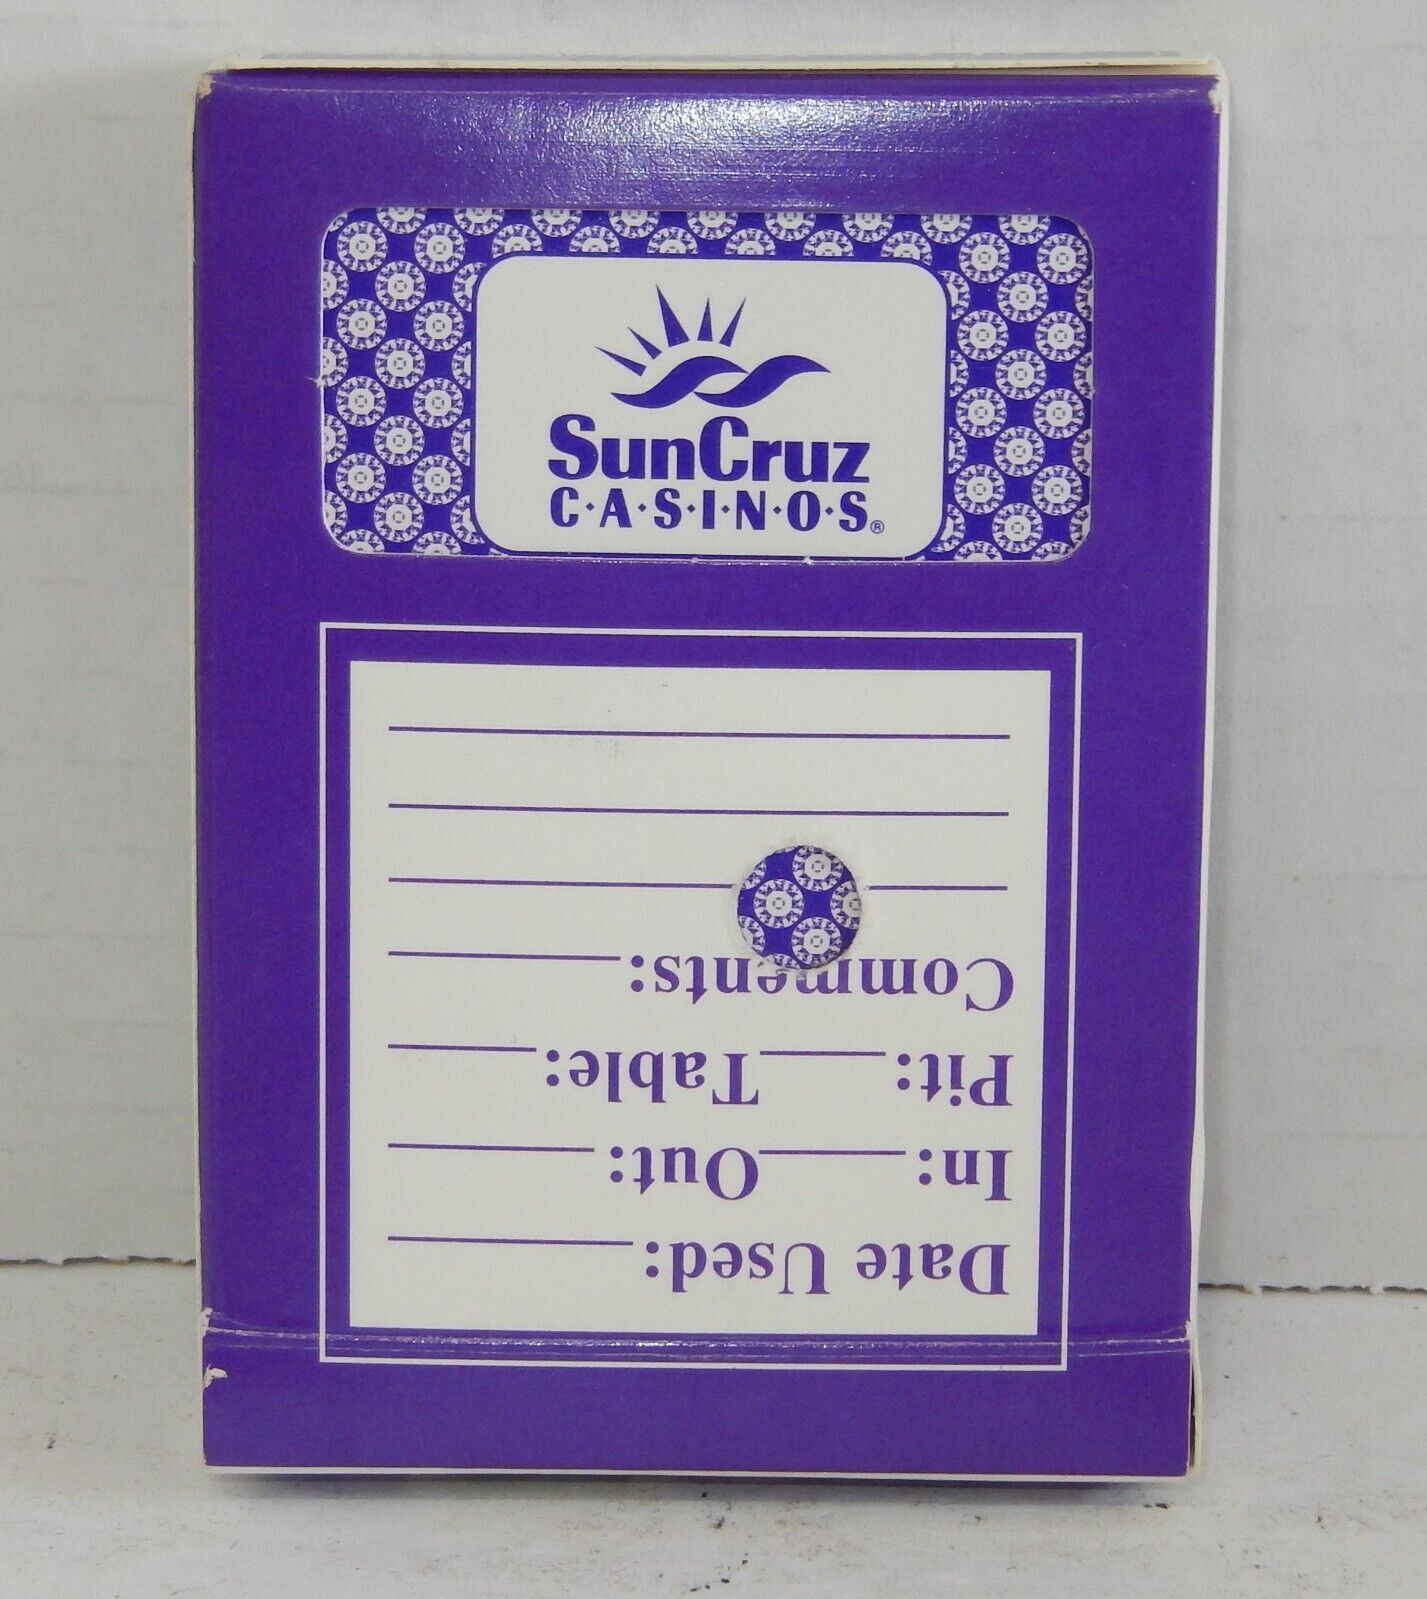 SunCruz
C·A·S·I·N·O·S®
Date Used:
In: Out:
Pit: Table:
Comments: